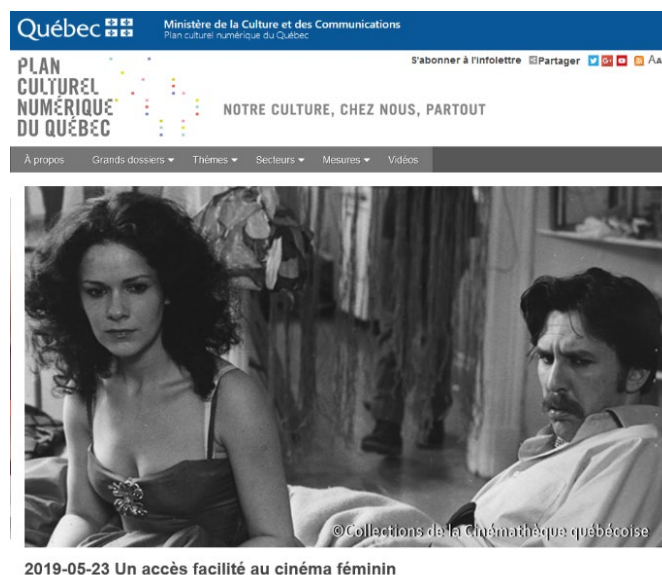 Québec
Ministère de la Culture et des Communications
Plan culturel numérique du Québec
S'abonner à l'infolettre Partager AA
PLAN
CULTUREL
NUMÉRIQUE
DU QUÉBEC
NOTRE CULTURE, CHEZ NOUS, PARTOUT
À propos Grands dossiers Thèmes Secteurs Mesures Vidéos
©Collections de la Cinémathèque québécoise
2019-05-23 Un accès facilité au cinéma féminin